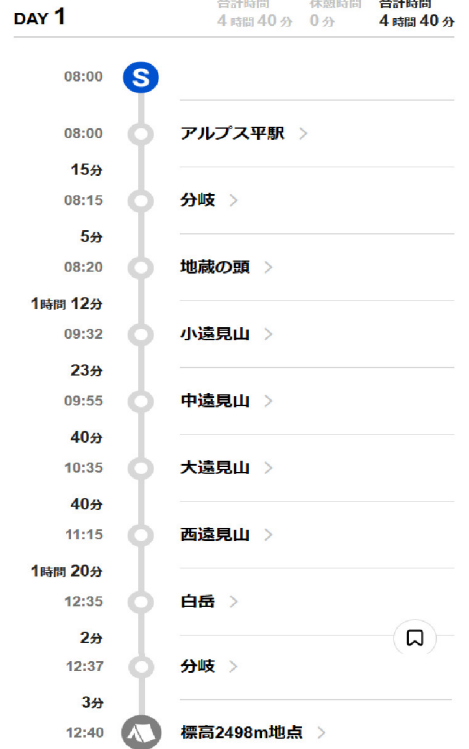 DAY 1
合計時間 休憩時間 合計時間
4 時間 40 分 0 分 4 時間 40 分
08:00 S
08:00 アルプス平駅
15分
08:15 分岐
5分
08:20 地蔵の頭
1時間 12分
09:32 小遠見山
23分
09:55 中遠見山
40分
10:35 大遠見山
40分
11:15 西遠見山
1時間 20分
12:35 白岳
2分
12:37 分岐
3分
12:40 標高2498m地点